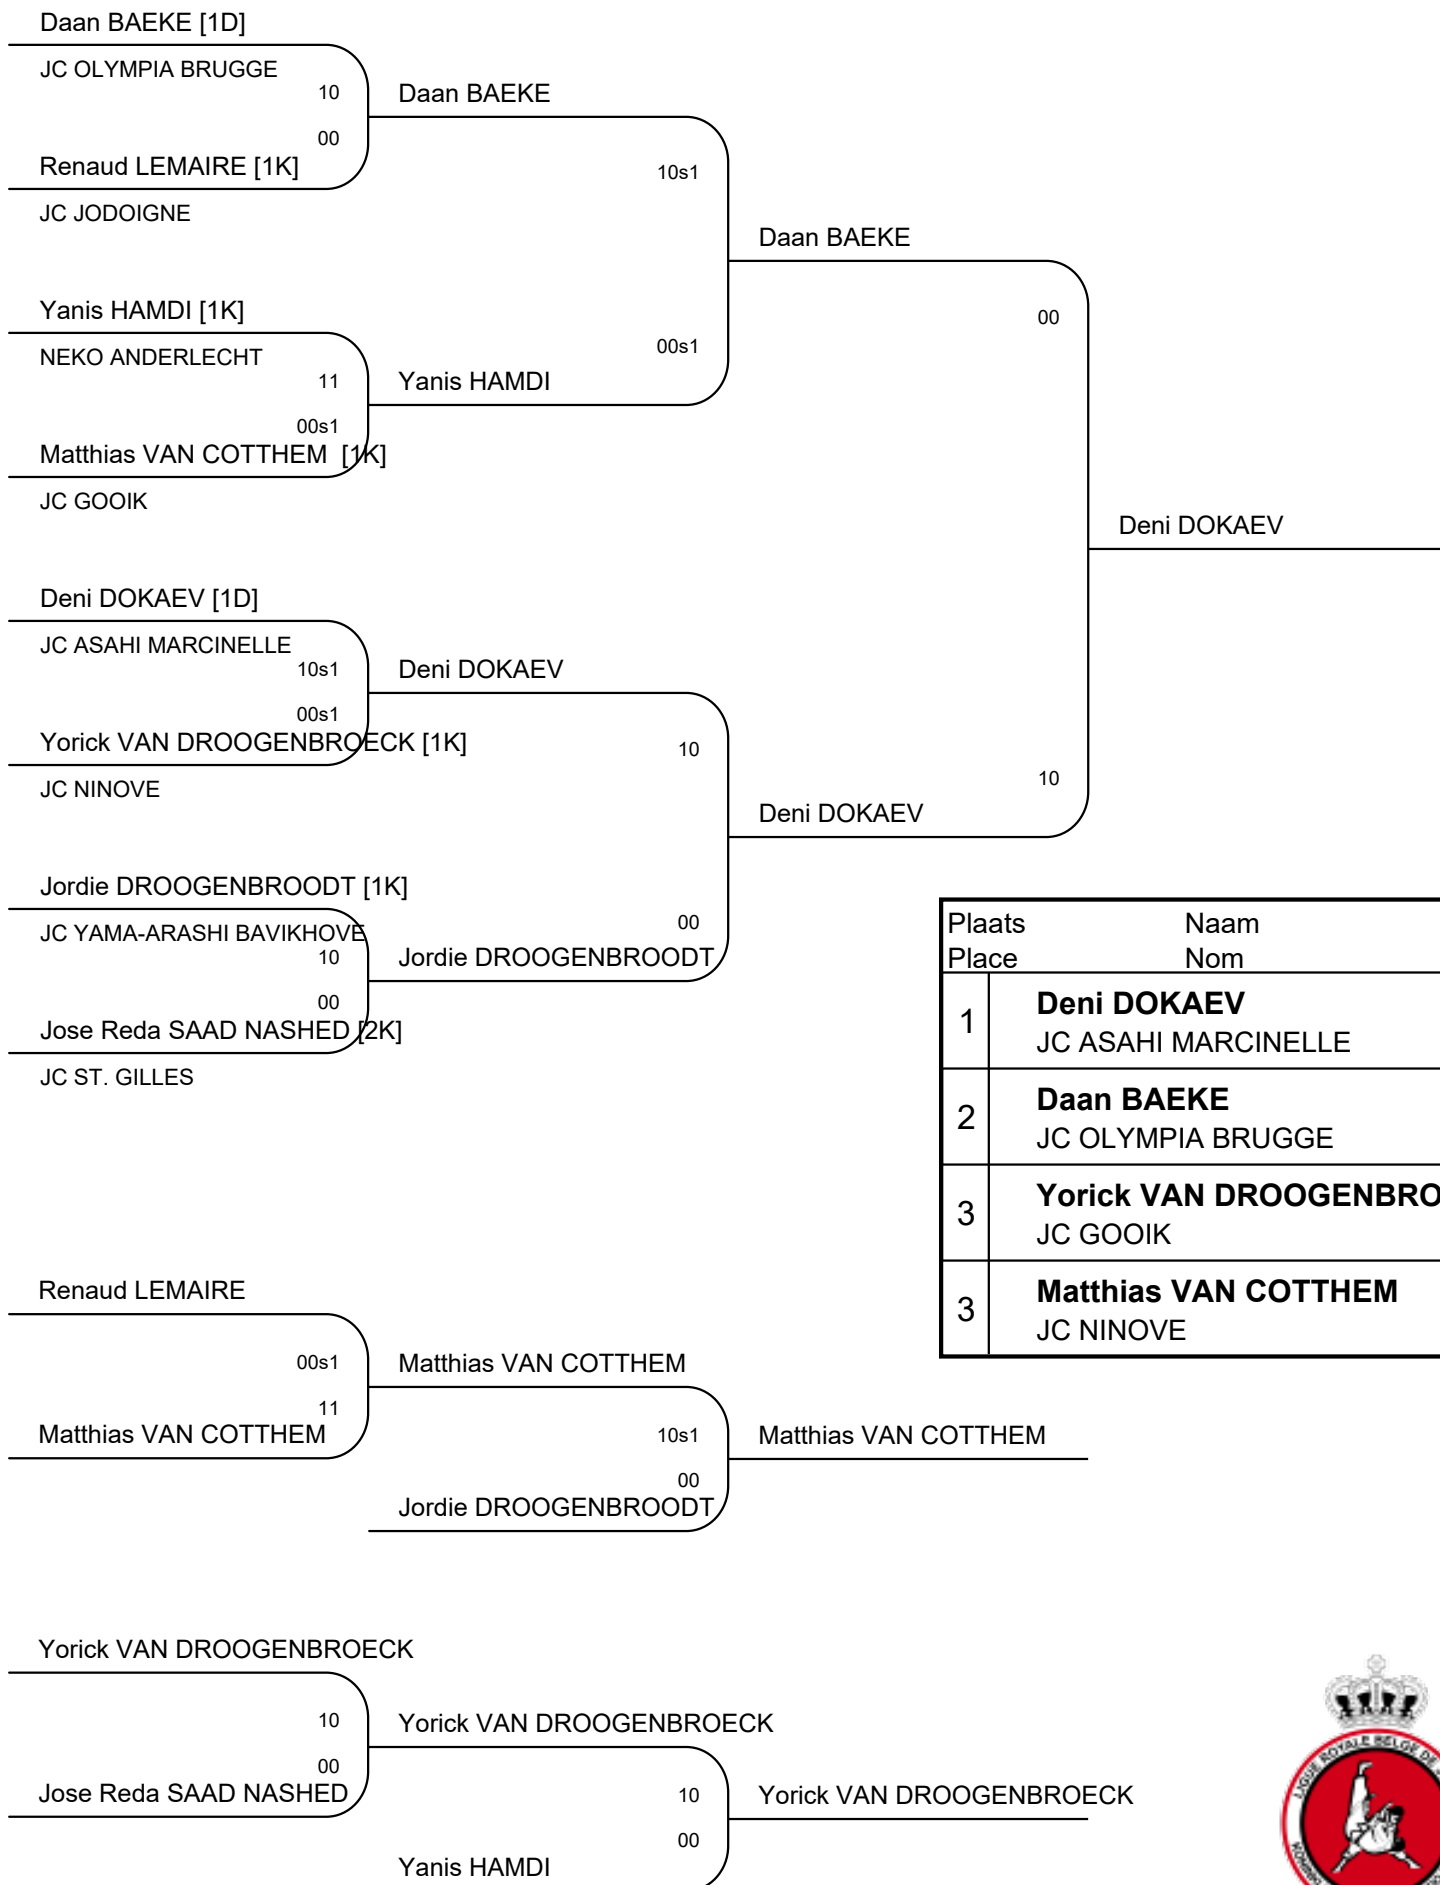 Daan BAEKE [1D]
JC OLYMPIA BRUGGE
10
Daan BAEKE
00
Renaud LEMAIRE [1K]
10s1
JC JODOIGNE
Daan BAEKE
Yanis HAMDI [1K]
00
NEKO ANDERLECHT
00s1
11
Yanis HAMDI
00s1
Matthias VAN COTTHEM [1K]
JC GOOIK
Deni DOKAEV
Deni DOKAEV [1D]
JC ASAHI MARCINELLE
10s1
Deni DOKAEV
00s1
Yorick VAN DROOGENBROECK [1K]
10
JC NINOVE
10
Deni DOKAEV
Jordie DROOGENBROODT [1K]
JC YAMA-ARASHI BAVIKHOVE
00
10
Jordie DROOGENBROODT
00
Jose Reda SAAD NASHED [2K]
JC ST. GILLES
Plaats Naam
Place Nom
1 Deni DOKAEV
JC ASAHI MARCINELLE
2 Daan BAEKE
JC OLYMPIA BRUGGE
3 Yorick VAN DROOGENBRO
JC GOOIK
3 Matthias VAN COTTHEM
JC NINOVE
Renaud LEMAIRE
00s1
Matthias VAN COTTHEM
11
Matthias VAN COTTHEM
10s1
Matthias VAN COTTHEM
00
Jordie DROOGENBROODT
Yorick VAN DROOGENBROECK
10
Yorick VAN DROOGENBROECK
00
Jose Reda SAAD NASHED
10
Yorick VAN DROOGENBROECK
00
Yanis HAMDI
LIGUE ROYALE BELGE DE